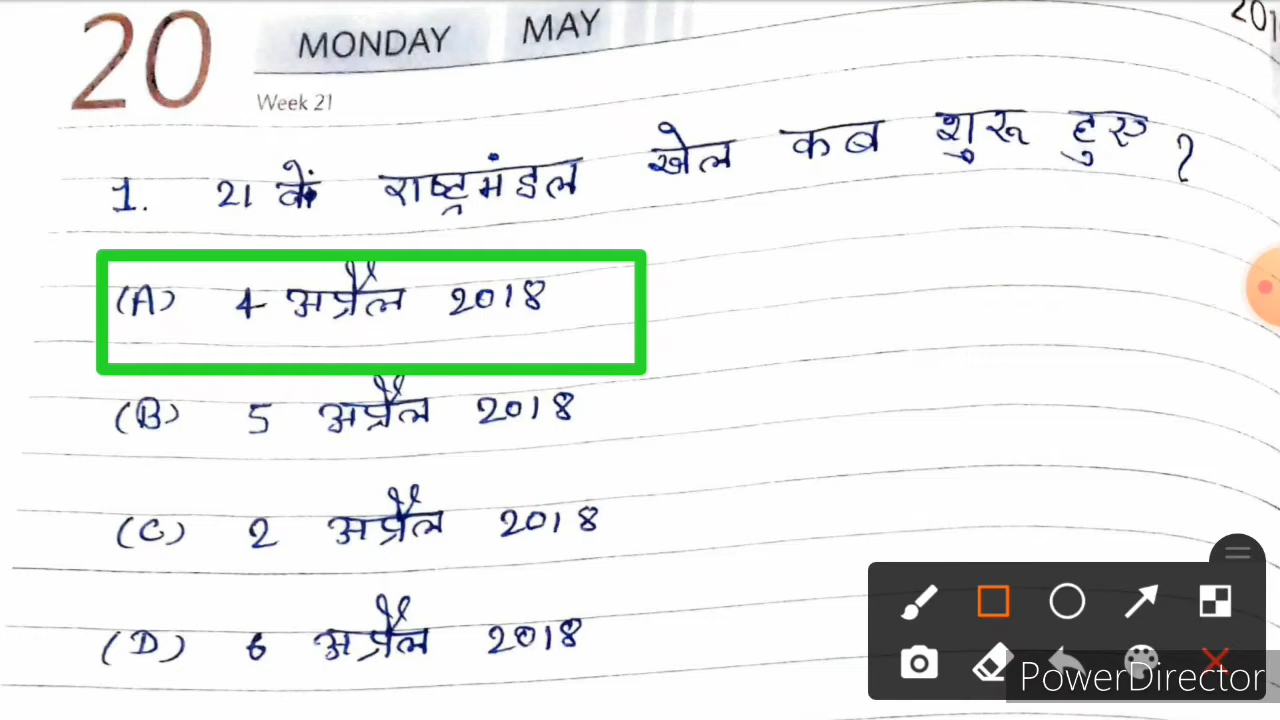 20 MONDAY MAY
Week 21
1. 21 वें राष्ट्रमंडल खेल कब शुरू हुए ?
(A) 4 अप्रैल 2018
(B) 5 अप्रैल 2018
(C) 2 अप्रैल 2018
(D) 6 अप्रैल 2018
PowerDirector